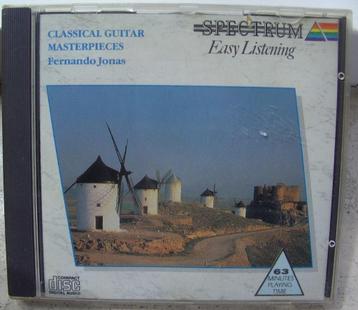 CLASSICAL GUITAR
MASTERPIECES
Fernando Jonas
SPECTRUM
Easy Listening
63
MINUTES
PLAYING
TIME
COMPACT
disc
DIGITAL AUDIO